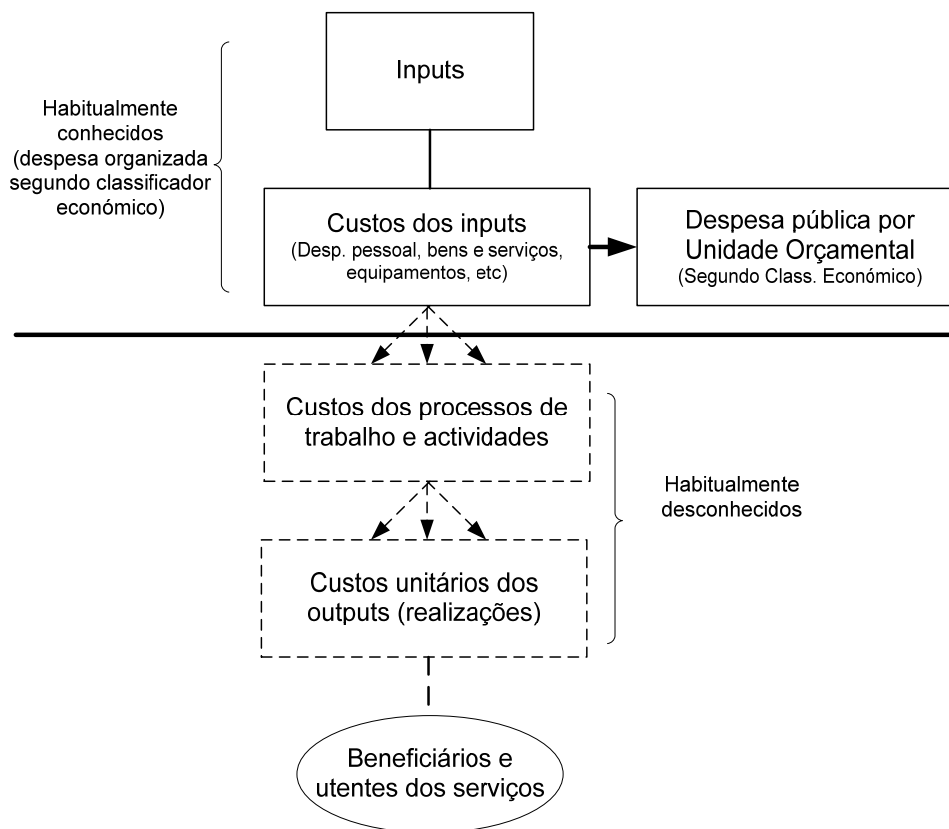 Inputs
Habitualmente
conhecidos
(despesa organizada
segundo classificador
económico)
Custos dos inputs
(Desp. pessoal, bens e serviços,
equipamentos, etc)
Despesa pública por
Unidade Orçamental
(Segundo Class. Económico)
Custos dos processos de
trabalho e actividades
Habitualmente
desconhecidos
Custos unitários dos
outputs (realizações)
Beneficiários e
utentes dos serviços